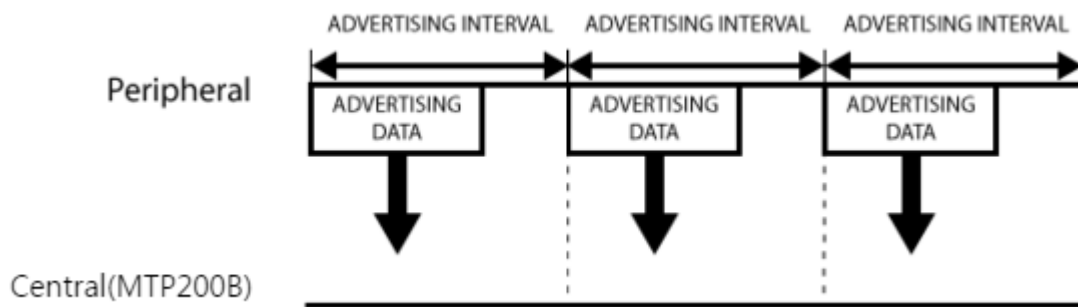 ADVERTISING INTERVAL ADVERTISING INTERVAL ADVERTISING INTERVAL
Peripheral
ADVERTISING DATA
ADVERTISING DATA
ADVERTISING DATA
Central(MTP200B)